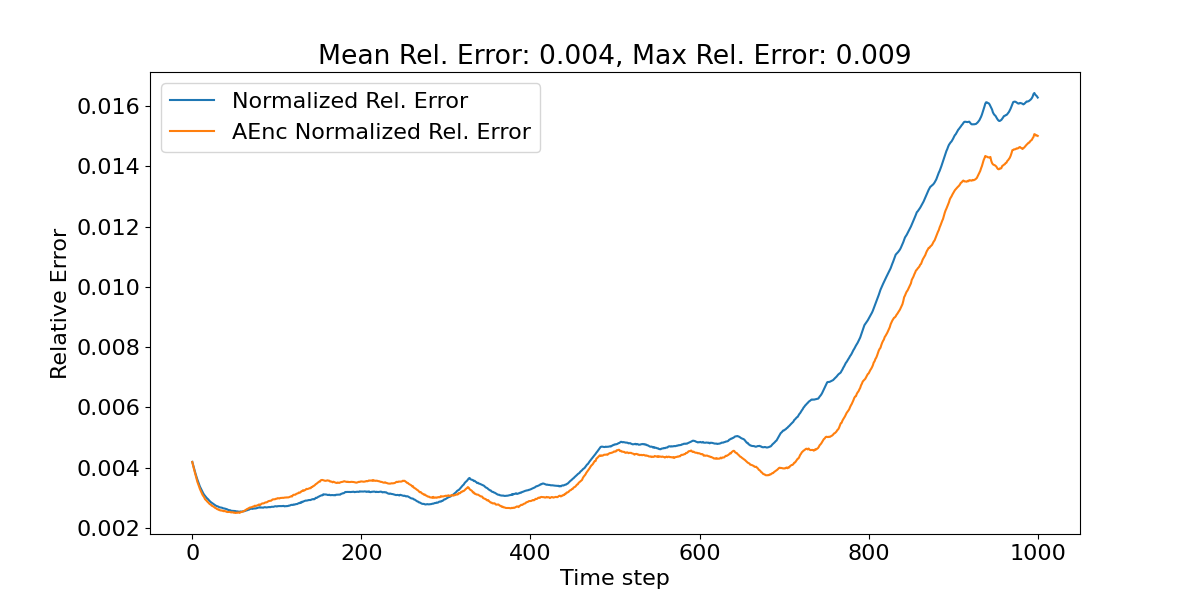 Mean Rel. Error: 0.004, Max Rel. Error: 0.009
Normalized Rel. Error
AEnc Normalized Rel. Error
Relative Error
0.016
0.014
0.012
0.010
0.008
0.006
0.004
0.002
0 200 400 600 800 1000
Time step